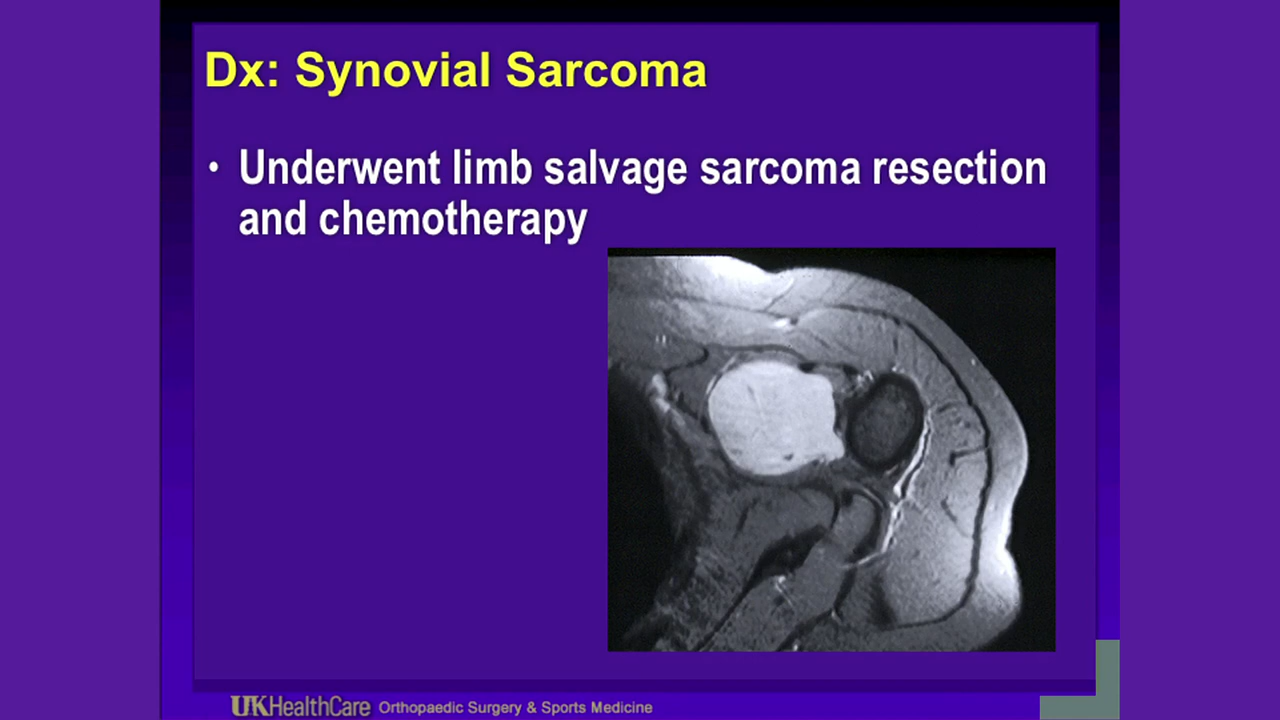 Dx: Synovial Sarcoma
• Underwent limb salvage sarcoma resection
and chemotherapy
UKHealthCare Orthopaedic Surgery & Sports Medicine